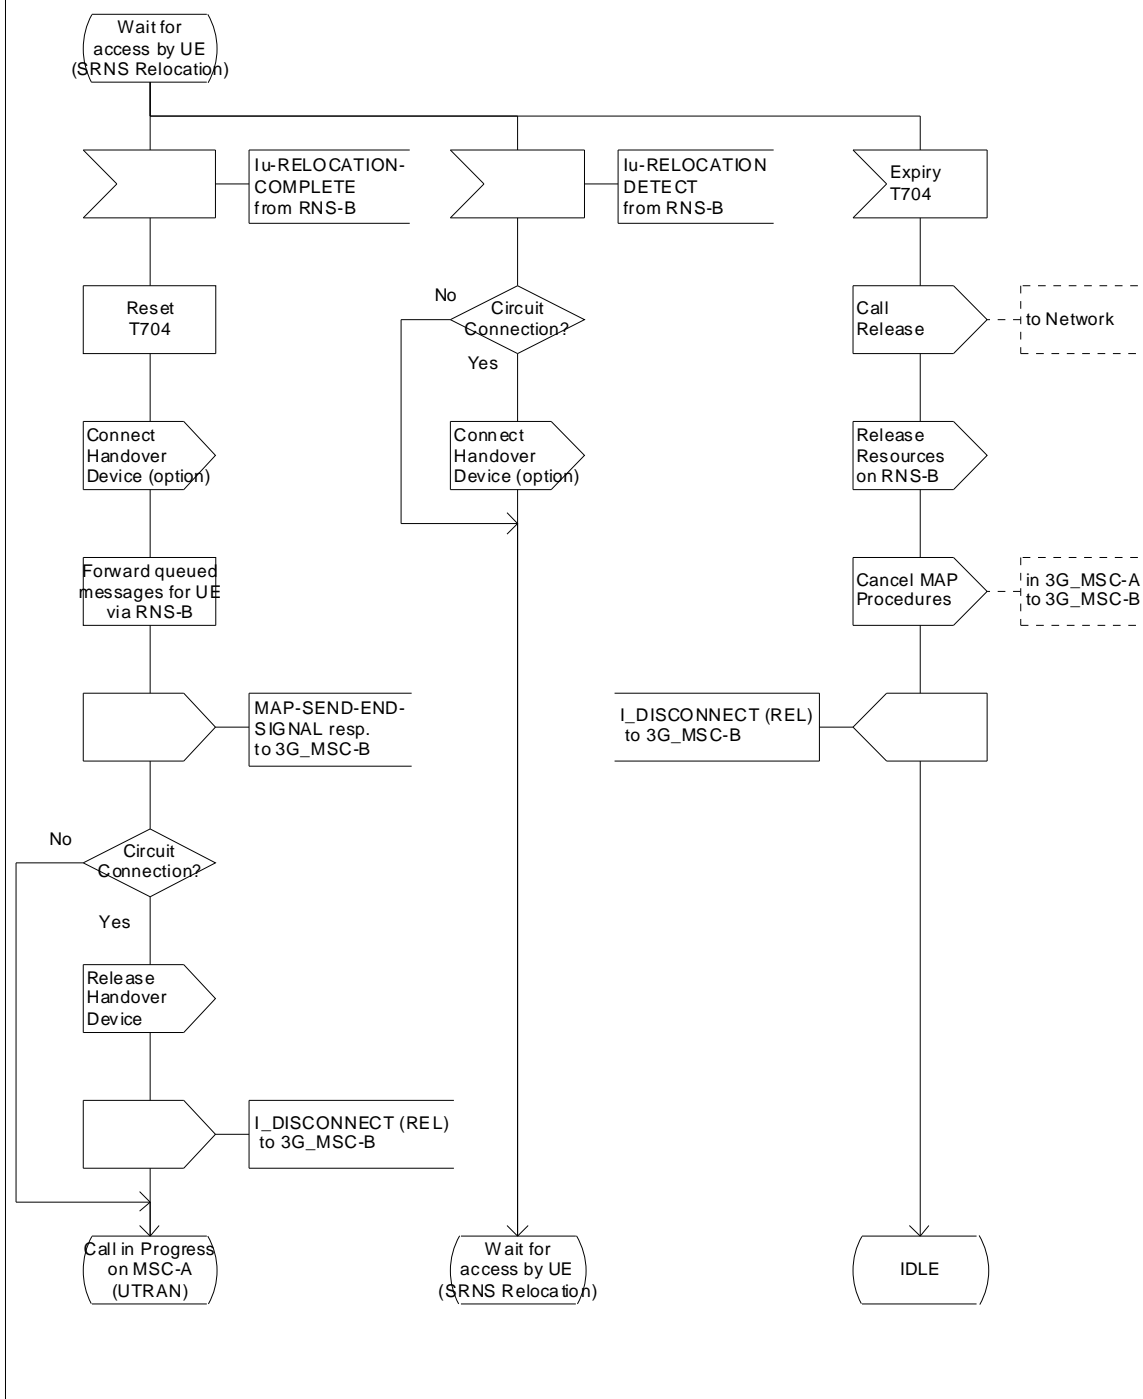 Wait for
access by UE
(SRNS Relocation)
Iu-RELOCATION-
COMPLETE
from RNS-B
Iu-RELOCATION
DETECT
from RNS-B
Expiry
T704
Reset
T704
No
Circuit
Connection?
Yes
Call
Release
to Network
Connect
Handover
Device (option)
Connect
Handover
Device (option)
Release
Resources
on RNS-B
Forward queued
messages for UE
via RNS-B
Cancel MAP
Procedures
in 3G_MSC-A
to 3G_MSC-B
MAP-SEND-END-
SIGNAL resp.
to 3G_MSC-B
I_DISCONNECT (REL)
to 3G_MSC-B
No
Circuit
Connection?
Yes
Release
Handover
Device
I_DISCONNECT (REL)
to 3G_MSC-B
Call in Progress
on MSC-A
(UTRAN)
Wait for
access by UE
(SRNS Relocation)
IDLE